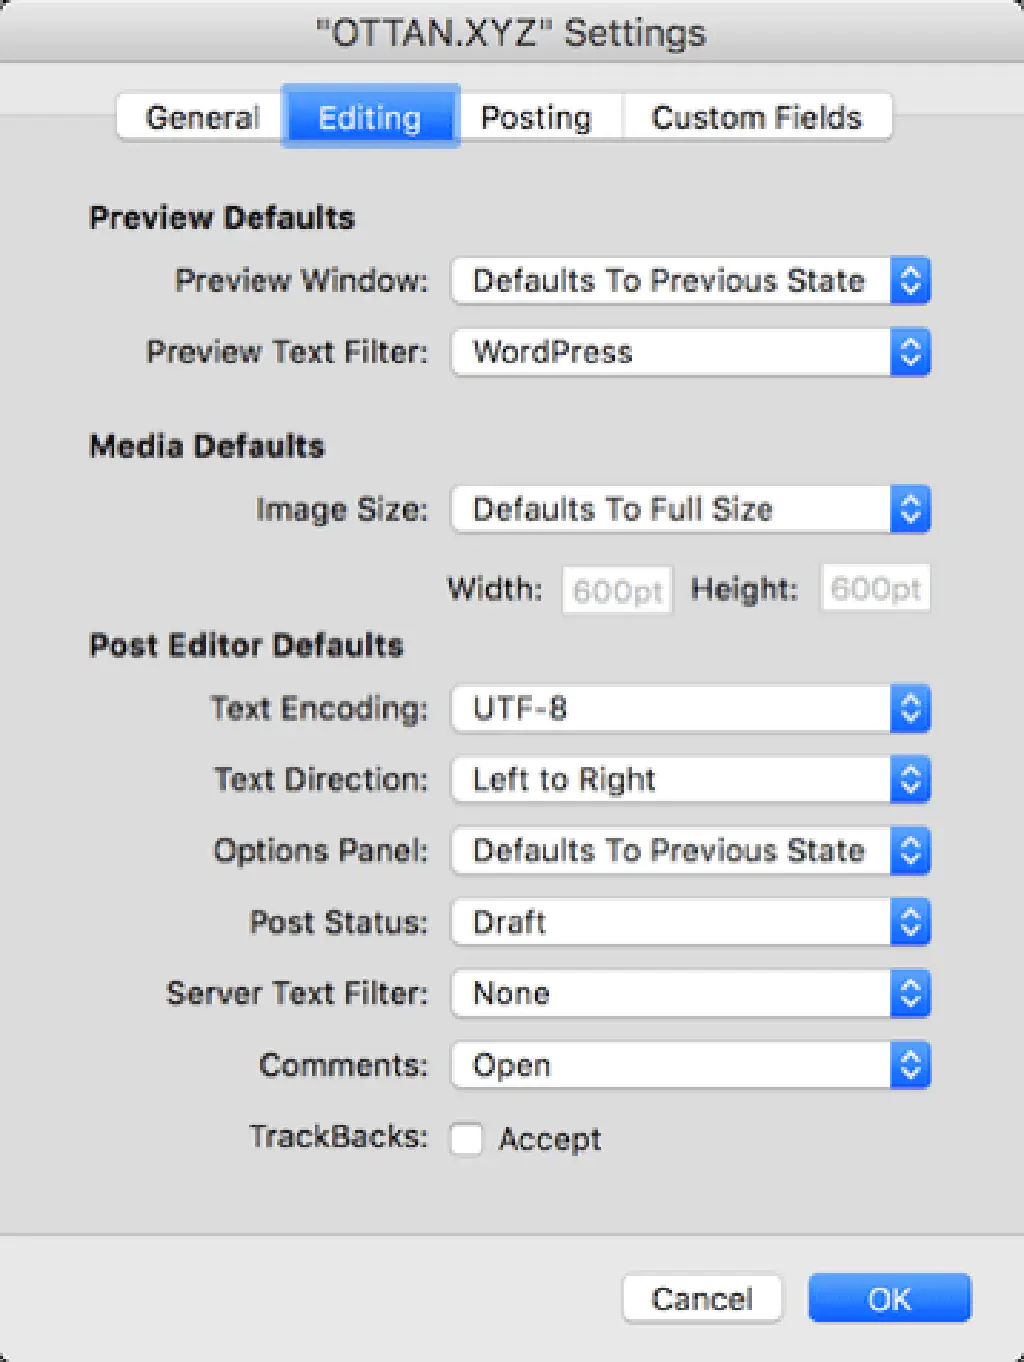 "OTTAN.XYZ" Settings
General Editing Posting Custom Fields
Preview Defaults
Preview Window: Defaults To Previous State
Preview Text Filter: WordPress
Media Defaults
Image Size: Defaults To Full Size
Width: 600pt Height: 600pt
Post Editor Defaults
Text Encoding: UTF-8
Text Direction: Left to Right
Options Panel: Defaults To Previous State
Post Status: Draft
Server Text Filter: None
Comments: Open
TrackBacks: Accept
Cancel OK